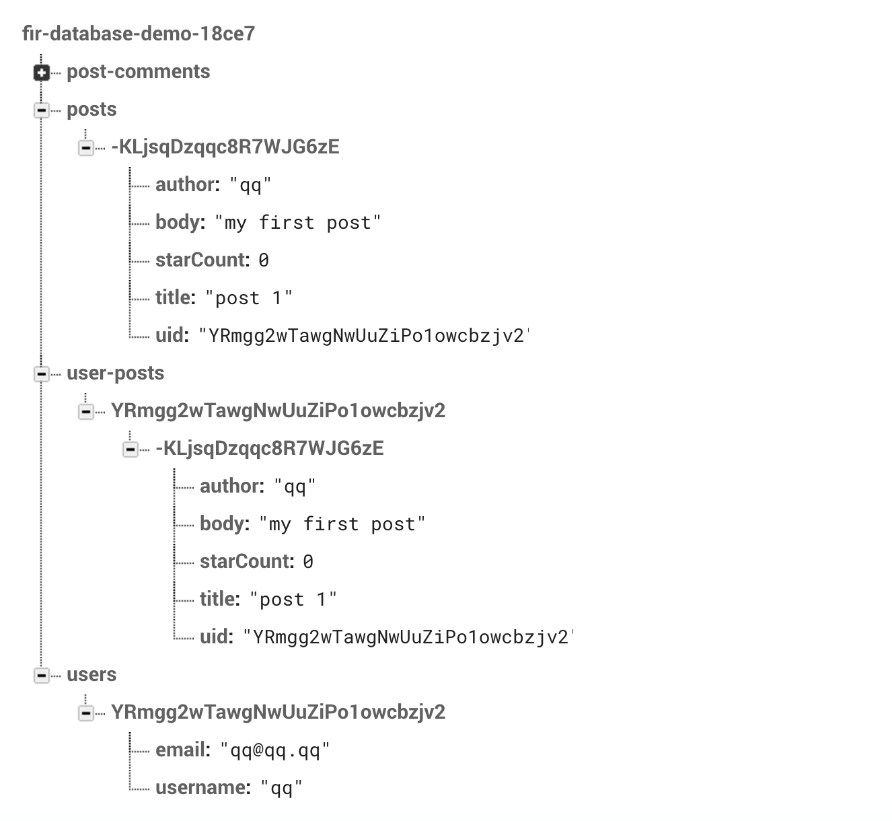 fir-database-demo-18ce7
post-comments
posts
-KLjsqDzqqc8R7WJG6zE
author: "qq"
body: "my first post"
starCount: 0
title: "post 1"
uid: "YRmgg2wTawgNwUuZiPo1owcbzjv2'
user-posts
YRmgg2wTawgNwUuZiPo1owcbzjv2
-KLjsqDzqqc8R7WJG6zE
author: "qq"
body: "my first post"
starCount: 0
title: "post 1"
uid: "YRmgg2wTawgNwUuZiPo1owcbzjv2'
users
YRmgg2wTawgNwUuZiPo1owcbzjv2
email: "qq@qq.qq"
username: "qq"